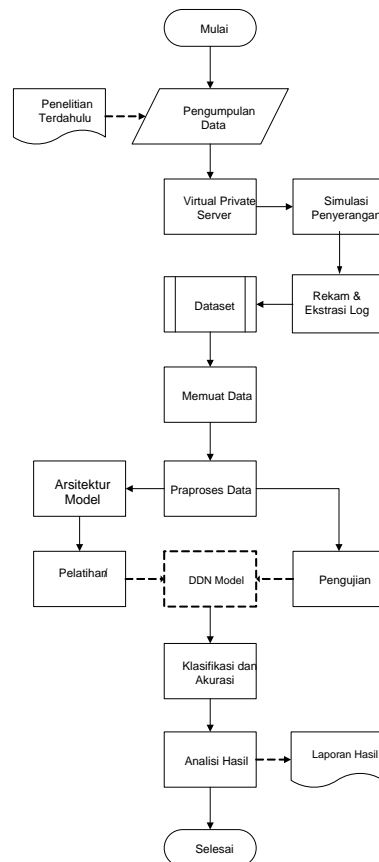 Mulai
Penelitian
Terdahulu
Pengumpulan
Data
Virtual Private
Server
Simulasi
Penyerangan
Dataset
Rekam &
Ekstrasi Log
Memuat Data
Arsitektur
Model
Praproses Data
Pelatihan/
DDN Model
Pengujian
Klasifikasi dan
Akurasi
Analisi Hasil
Laporan Hasil
Selesai